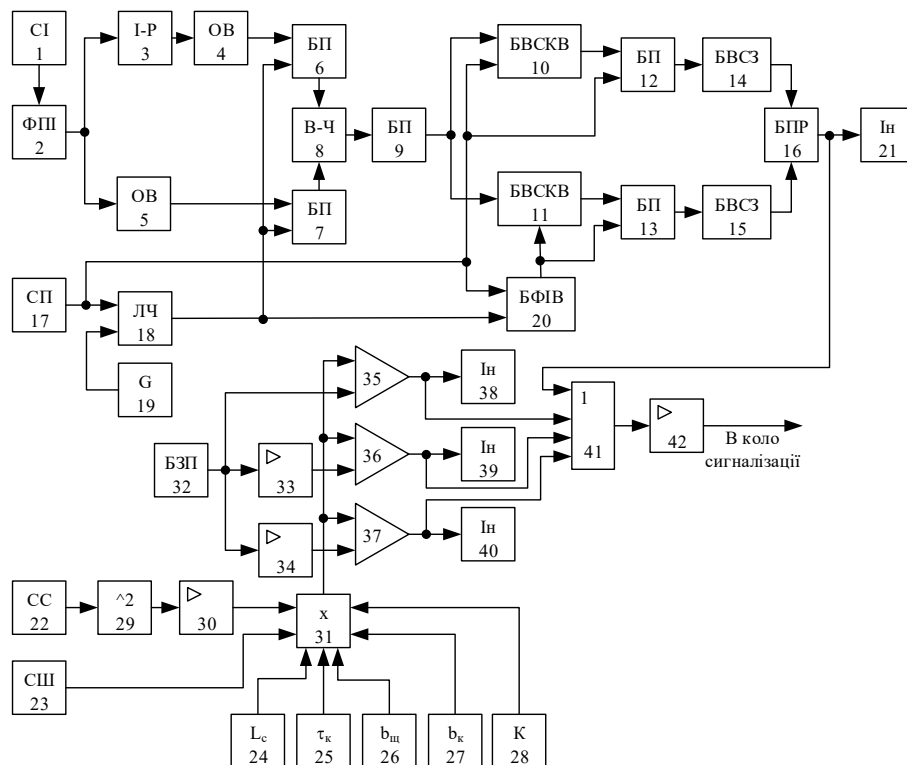 СІ
1
І-Р
3
ОВ
4
БП
6
БВСКВ
10
БП
12
БВСЗ
14
ФПІ
2
В-Ч
8
БП
9
БПР
16
Ін
21
ОВ
5
БП
7
БВСКВ
11
БП
13
БВСЗ
15
СП
17
ЛЧ
18
БФІВ
20
G
19
35
Ін
38
1
41
42
В коло
сигналізації
БЗП
32
33
36
Ін
39
34
37
Ін
40
СС
22
^2
29
30
х
31
СШ
23
Lс
24
τк
25
bщ
26
bк
27
К
28